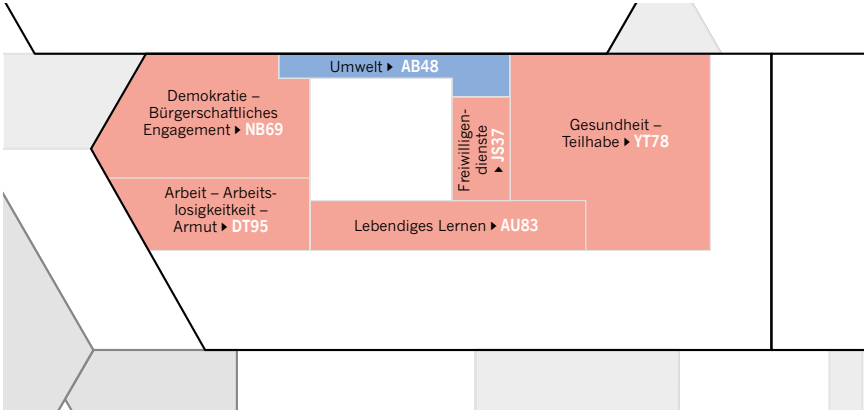 Umwelt ▶ AB48
Demokratie –
Bürgerschaftliches
Engagement ▶ NB69
Freiwilligen-
dienste
▶ JS37
Gesundheit –
Teilhabe ▶ YT78
Arbeit – Arbeits-
losigkeitkeit –
Armut ▶ DT95
Lebendiges Lernen ▶ AU83